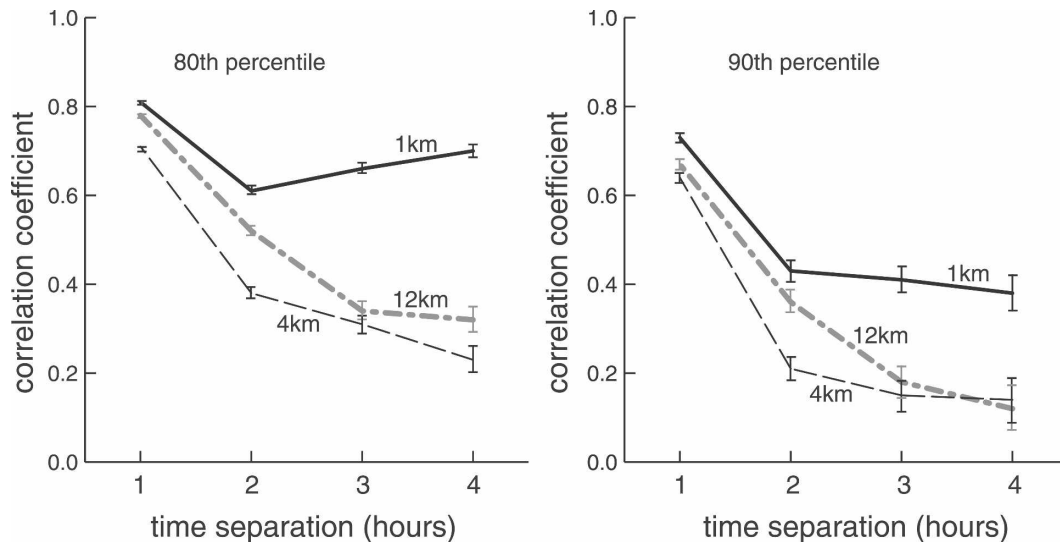 1.0
0.8
0.6
0.4
0.2
0.0
correlation coefficient
80th percentile
1km
12km
4km
1 2 3 4
time separation (hours)
1.0
0.8
0.6
0.4
0.2
0.0
correlation coefficient
90th percentile
1km
12km
4km
1 2 3 4
time separation (hours)